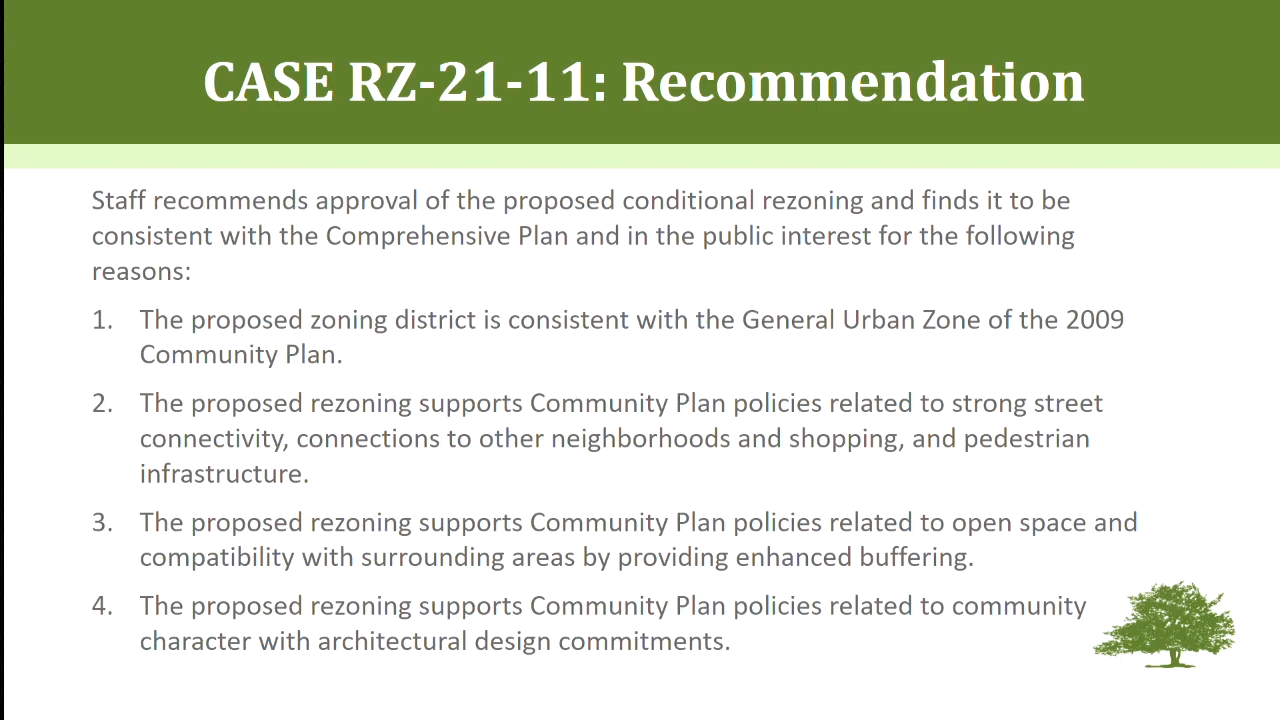 CASE RZ-21-11: Recommendation
Staff recommends approval of the proposed conditional rezoning and finds it to be
consistent with the Comprehensive Plan and in the public interest for the following
reasons:
1. The proposed zoning district is consistent with the General Urban Zone of the 2009
Community Plan.
2. The proposed rezoning supports Community Plan policies related to strong street
connectivity, connections to other neighborhoods and shopping, and pedestrian
infrastructure.
3. The proposed rezoning supports Community Plan policies related to open space and
compatibility with surrounding areas by providing enhanced buffering.
4. The proposed rezoning supports Community Plan policies related to community
character with architectural design commitments.